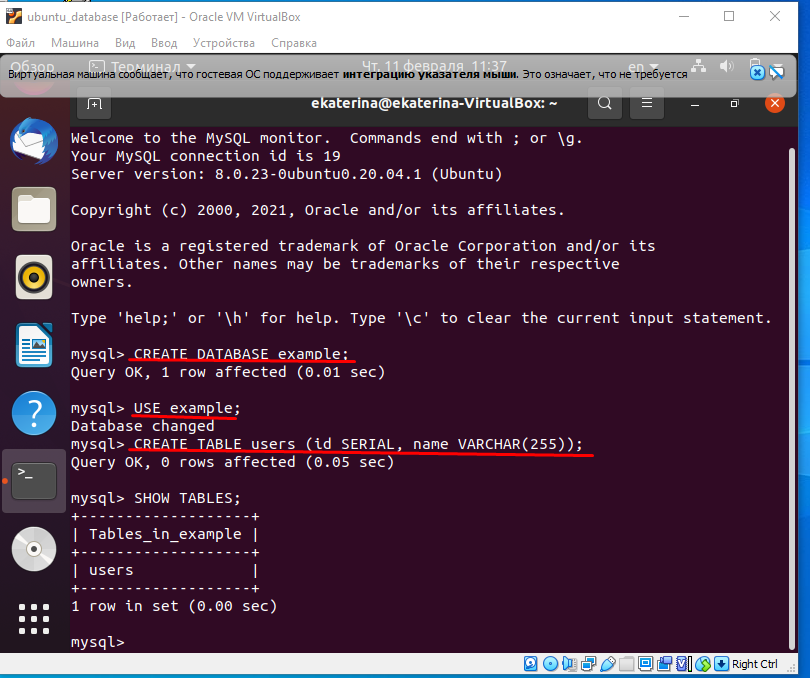 ubuntu_database [Работает] - Oracle VM VirtualBox
Файл Машина Вид Ввод Устройства Справка
Обзор Терминал Чт, 11 февраля 11:37 en
Виртуальная машина сообщает, что гостевая ОС поддерживает интеграцию указателя мыши. Это означает, что не требуется
ekaterina@ekaterina-VirtualBox: ~
Welcome to the MySQL monitor.  Commands end with ; or \g.
Your MySQL connection id is 19
Server version: 8.0.23-0ubuntu0.20.04.1 (Ubuntu)
Copyright (c) 2000, 2021, Oracle and/or its affiliates.
Oracle is a registered trademark of Oracle Corporation and/or its
affiliates. Other names may be trademarks of their respective
owners.
Type 'help;' or '\h' for help. Type '\c' to clear the current input statement.
mysql> CREATE DATABASE example;
Query OK, 1 row affected (0.01 sec)
mysql> USE example;
Database changed
mysql> CREATE TABLE users (id SERIAL, name VARCHAR(255));
Query OK, 0 rows affected (0.05 sec)
mysql> SHOW TABLES;
+-------------------+
| Tables_in_example |
+-------------------+
| users             |
+-------------------+
1 row in set (0.00 sec)
mysql>
Right Ctrl